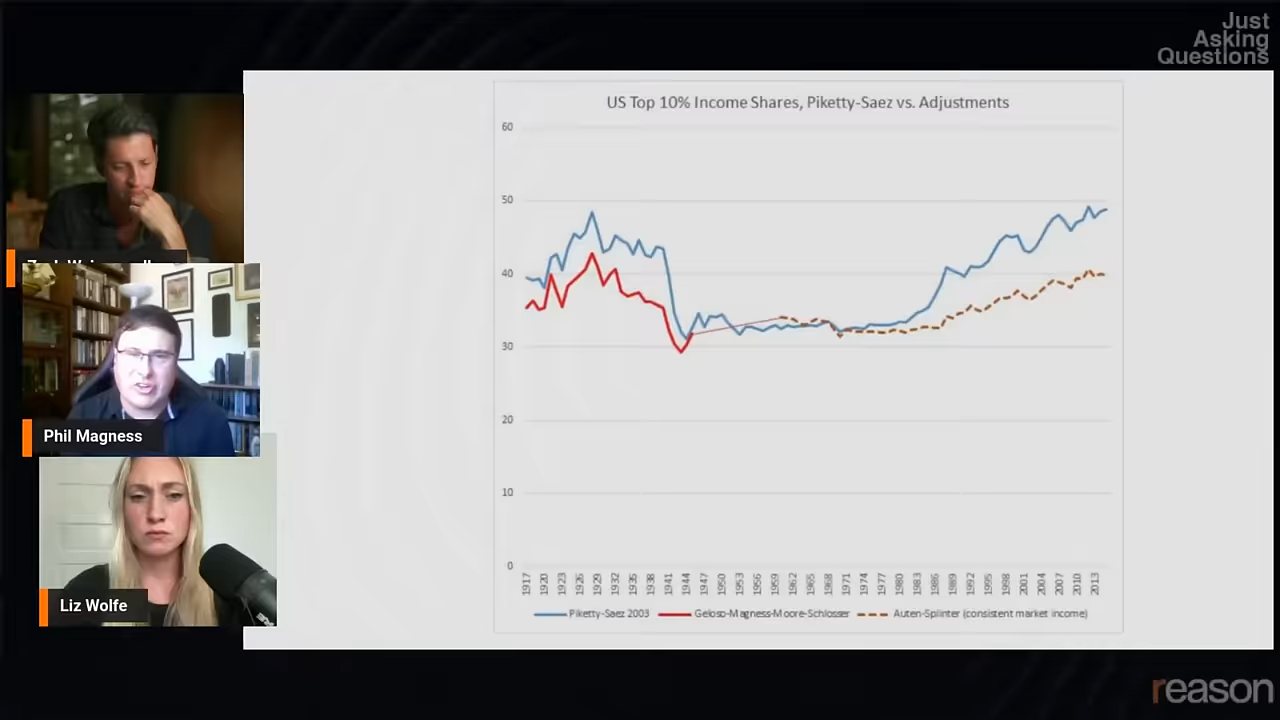 Just
Asking
Questions
US Top 10% Income Shares, Piketty-Saez vs. Adjustments
60
50
40
30
20
10
0
1917 1920 1923 1926 1929 1932 1935 1938 1941 1944 1947 1950 1953 1956 1959 1962 1965 1968 1971 1974 1977 1980 1983 1986 1989 1992 1995 1998 2001 2004 2007 2010 2013
Piketty-Saez 2003 Geloso-Magness-Moore-Schlosser Auten-Splinter (consistent market income)
Phil Magness
Liz Wolfe
reason